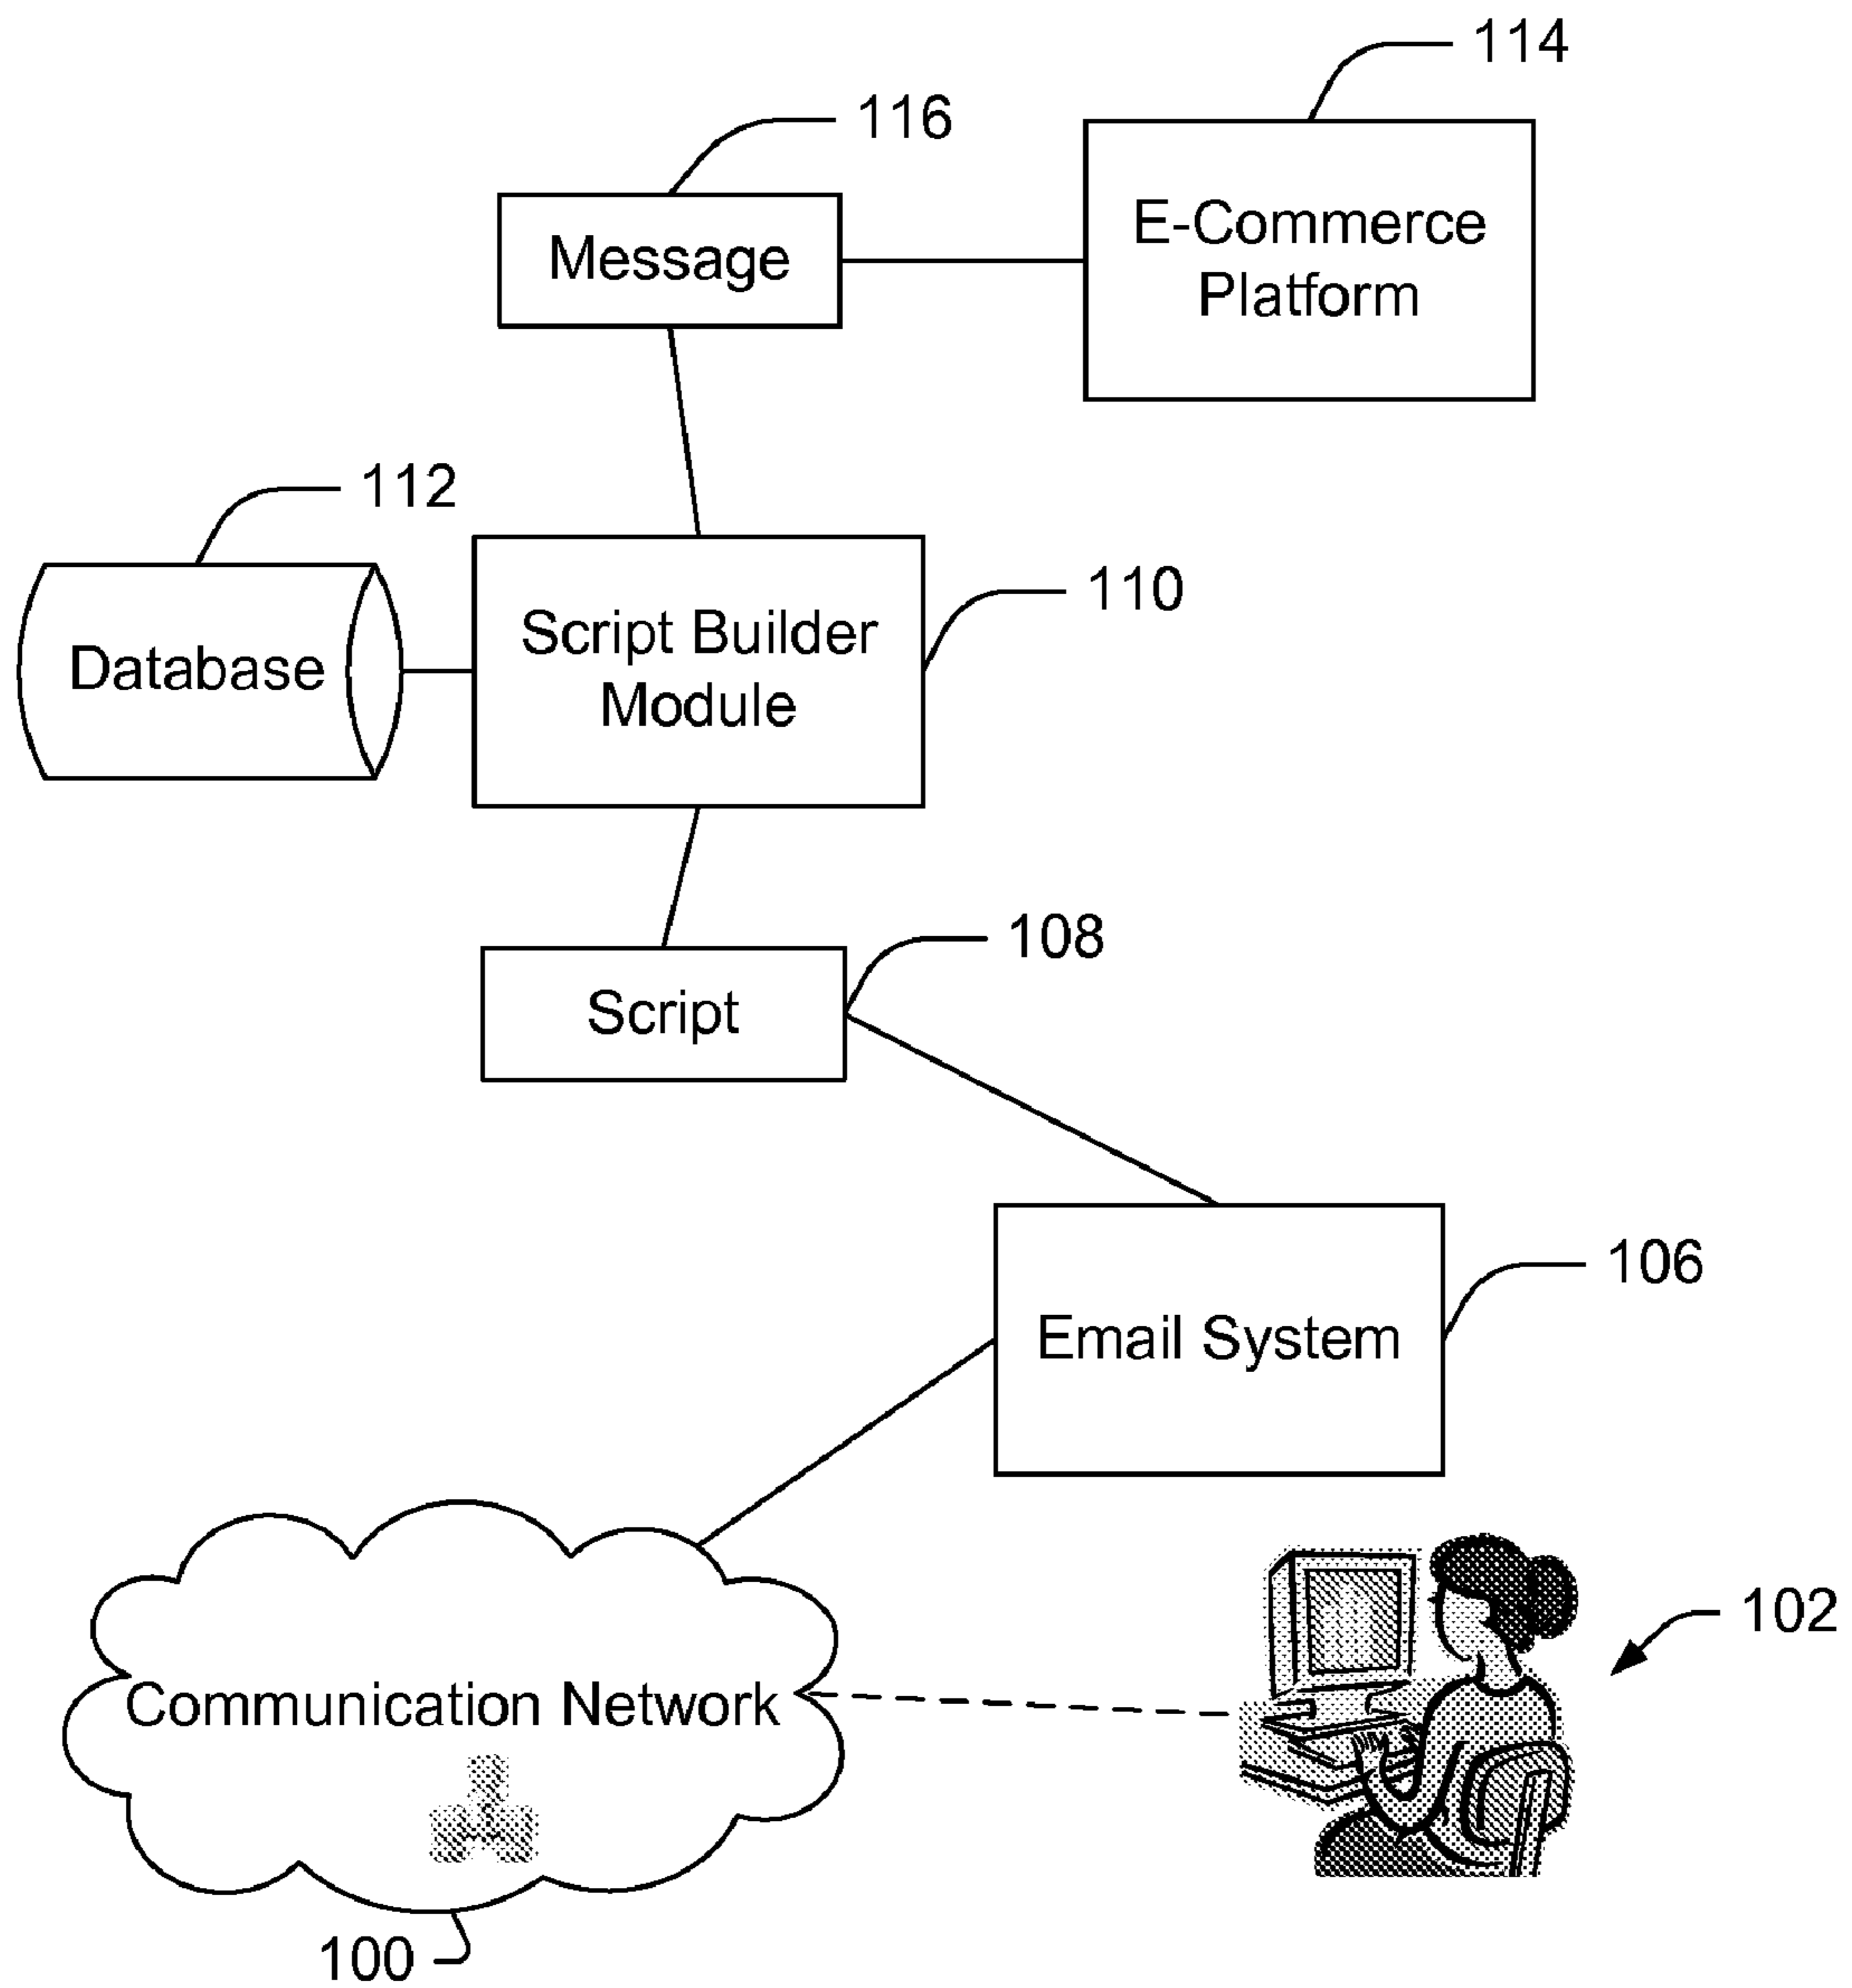 114
116
E-Commerce
Platform
Message
112
110
Script Builder
Module
Database
108
Script
106
Email System
102
Communication Network
100